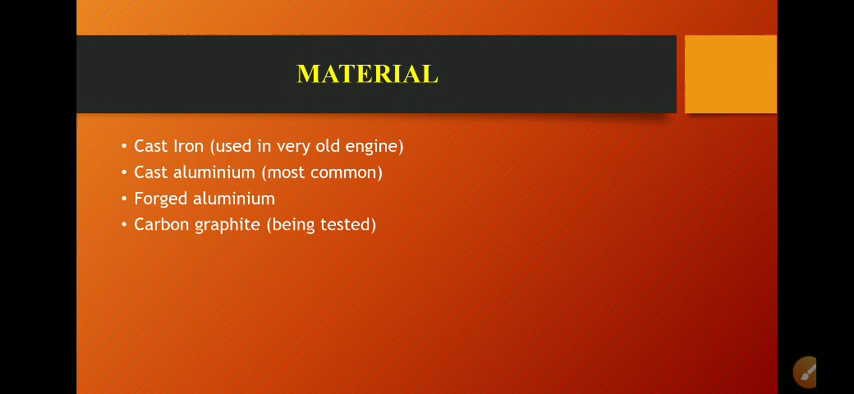 MATERIAL
• Cast Iron (used in very old engine)
• Cast aluminium (most common)
• Forged aluminium
• Carbon graphite (being tested)